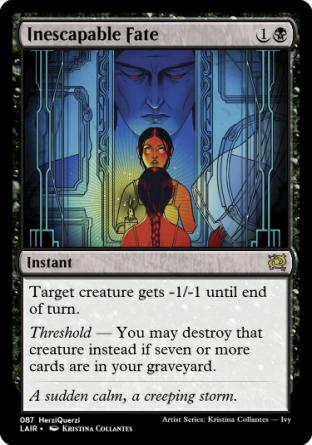 Inescapable Fate 1
Instant
Target creature gets -1/-1 until end
of turn.
Threshold — You may destroy that
creature instead if seven or more
cards are in your graveyard.
A sudden calm, a creeping storm.
087 HerziQuerzi Artist Series: Kristina Collantes — Ivy
LAIR • Kristina Collantes